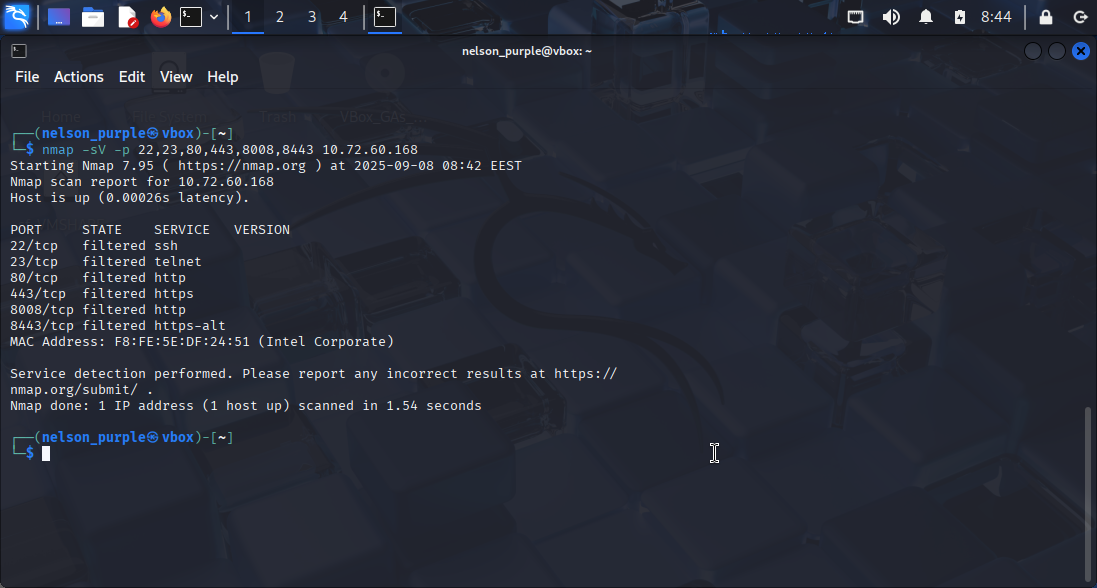 1 2 3 4 8:44
nelson_purple@vbox: ~
File Actions Edit View Help
Home File System Trash VBox_GAs_...
┌──(nelson_purple㉿vbox)-[~]
└─$ nmap -sV -p 22,23,80,443,8008,8443 10.72.60.168
Starting Nmap 7.95 ( https://nmap.org ) at 2025-09-08 08:42 EEST
Nmap scan report for 10.72.60.168
Host is up (0.00026s latency).
PORT STATE SERVICE VERSION
22/tcp filtered ssh
23/tcp filtered telnet
80/tcp filtered http
443/tcp filtered https
8008/tcp filtered http
8443/tcp filtered https-alt
MAC Address: F8:FE:5E:DF:24:51 (Intel Corporate)
Service detection performed. Please report any incorrect results at https://
nmap.org/submit/ .
Nmap done: 1 IP address (1 host up) scanned in 1.54 seconds
┌──(nelson_purple㉿vbox)-[~]
└─$